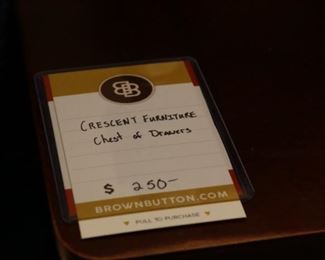 BB
CRESCENT FURNITURE
Chest of Drawers
$ 250-
BROWNBUTTON.COM
PULL TO PURCHASE